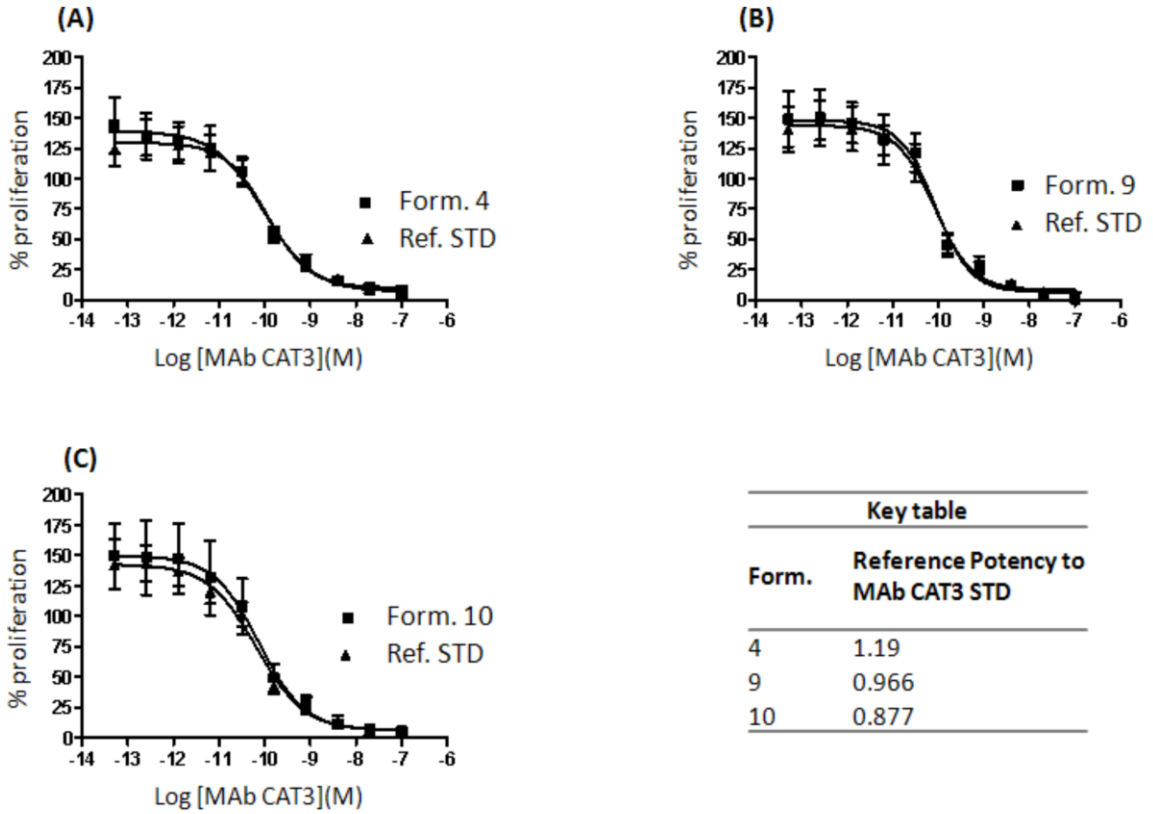 (A)
200
175
150
125
100
75
50
25
0
% proliferation
-14 -13 -12 -11 -10 -9 -8 -7 -6
Log [MAb CAT3](M)
Form. 4
Ref. STD
(B)
200
175
150
125
100
75
50
25
0
% proliferation
-14 -13 -12 -11 -10 -9 -8 -7 -6
Log [MAb CAT3](M)
Form. 9
Ref. STD
(C)
200
175
150
125
100
75
50
25
0
% proliferation
-14 -13 -12 -11 -10 -9 -8 -7 -6
Log [MAb CAT3](M)
Form. 10
Ref. STD
Key table
Form. Reference Potency to
MAb CAT3 STD
4 1.19
9 0.966
10 0.877